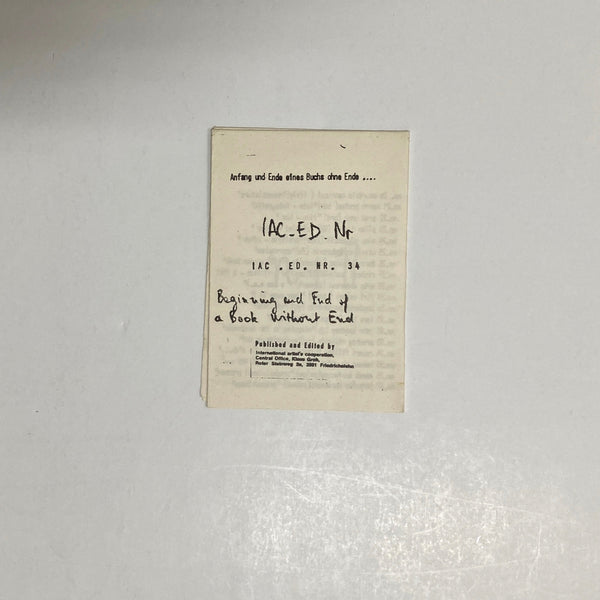 Anfang und Ende eines Buchs ohne Ende ....
IAC-ED. Nr
IAC . ED. NR. 34
Beginning and End of
a Book Without End
Published and Edited by
International artist's cooperation,
Central Office, Klaus Groh,
Roter Steinweg 2a, 2901 Friedrichsfehn